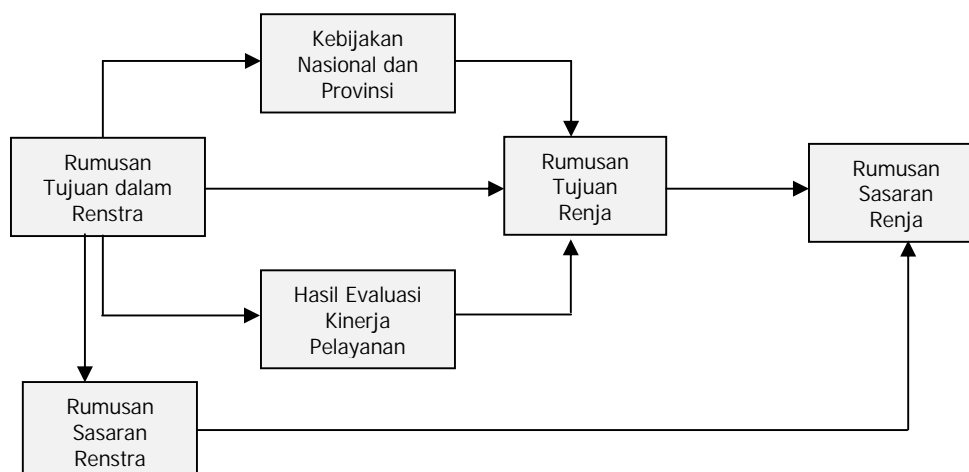 Kebijakan
Nasional dan
Provinsi
Rumusan
Tujuan dalam
Renstra
Rumusan
Tujuan
Renja
Rumusan
Sasaran
Renja
Hasil Evaluasi
Kinerja
Pelayanan
Rumusan
Sasaran
Renstra